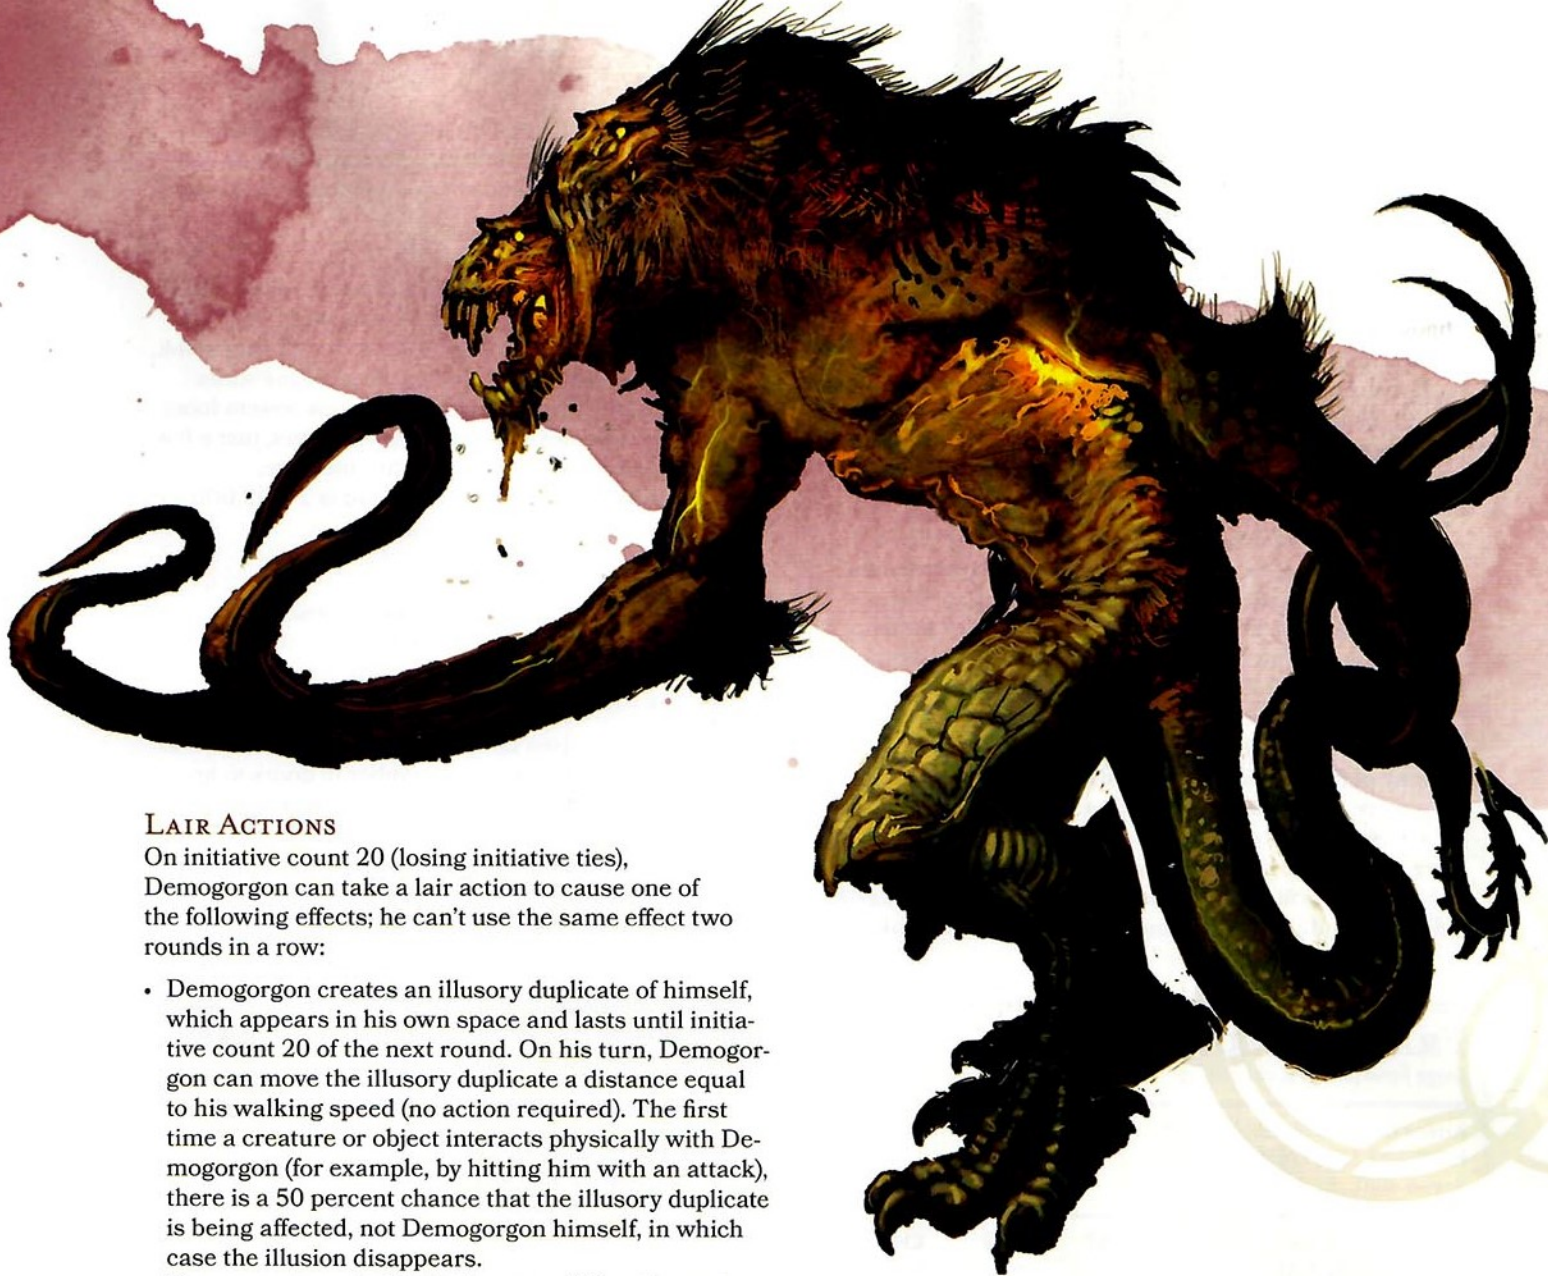 LAIR ACTIONS
On initiative count 20 (losing initiative ties),
Demogorgon can take a lair action to cause one of
the following effects; he can't use the same effect two
rounds in a row:
• Demogorgon creates an illusory duplicate of himself,
which appears in his own space and lasts until initia-
tive count 20 of the next round. On his turn, Demogor-
gon can move the illusory duplicate a distance equal
to his walking speed (no action required). The first
time a creature or object interacts physically with De-
mogorgon (for example, by hitting him with an attack),
there is a 50 percent chance that the illusory duplicate
is being affected, not Demogorgon himself, in which
case the illusion disappears.